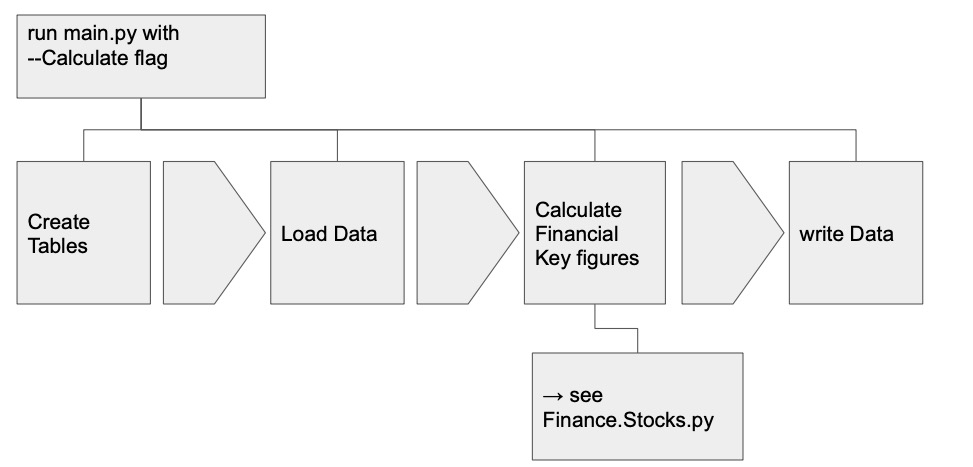 run main.py with
--Calculate flag
Create
Tables
Load Data
Calculate
Financial
Key figures
write Data
→ see
Finance.Stocks.py